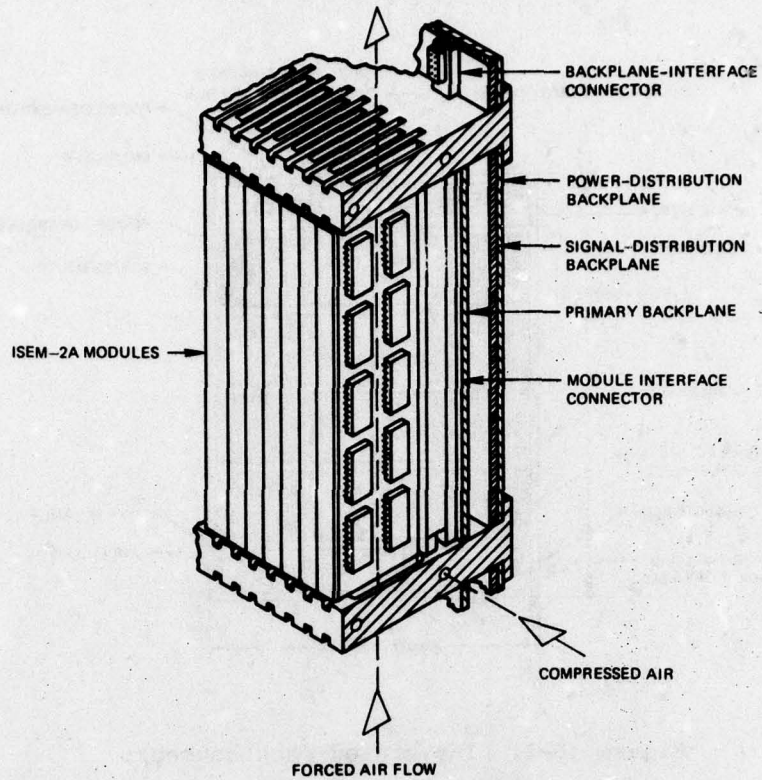 BACKPLANE-INTERFACE
CONNECTOR
POWER-DISTRIBUTION
BACKPLANE
SIGNAL-DISTRIBUTION
BACKPLANE
PRIMARY BACKPLANE
ISEM-2A MODULES
MODULE INTERFACE
CONNECTOR
COMPRESSED AIR
FORCED AIR FLOW